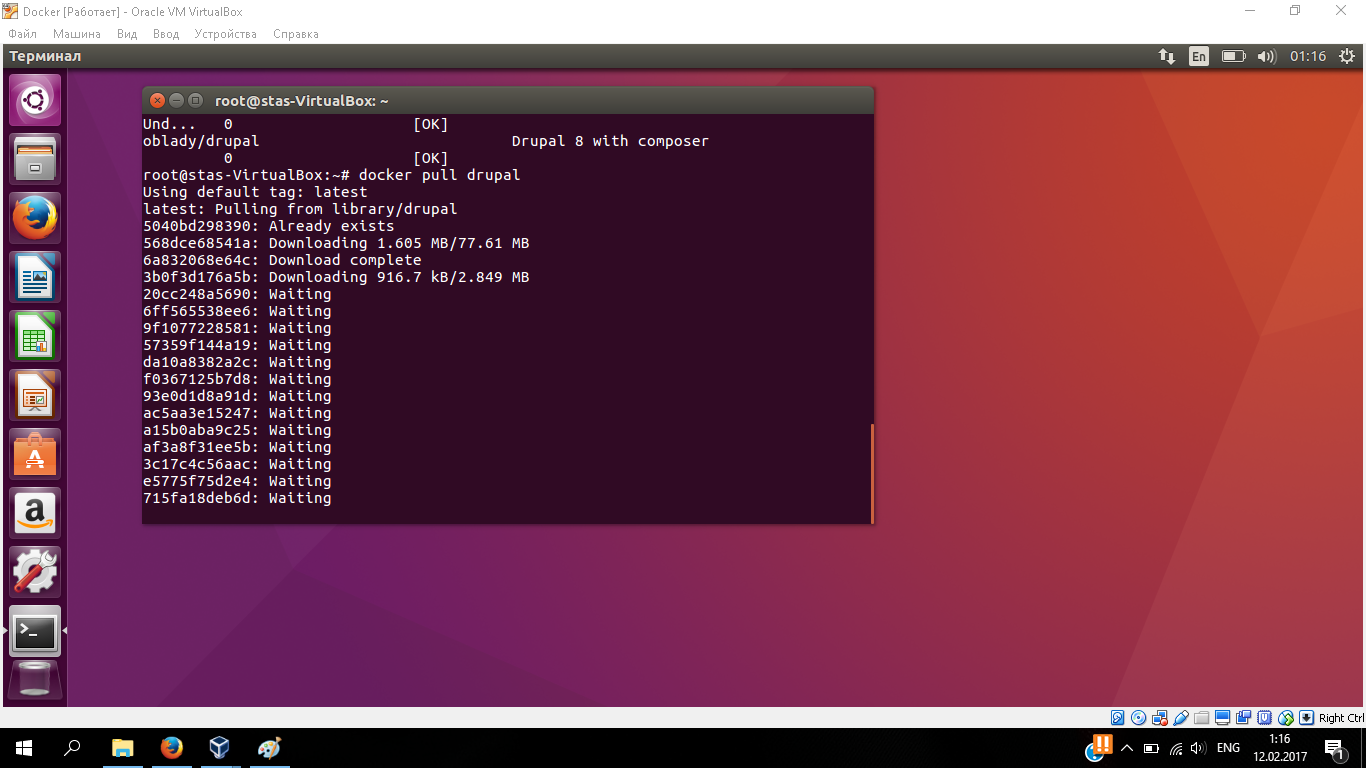 Docker [Работает] - Oracle VM VirtualBox
Файл Машина Вид Ввод Устройства Справка
Терминал En 01:16
root@stas-VirtualBox: ~
Und... 0 [OK]
oblady/drupal Drupal 8 with composer
0 [OK]
root@stas-VirtualBox:~# docker pull drupal
Using default tag: latest
latest: Pulling from library/drupal
5040bd298390: Already exists
568dce68541a: Downloading 1.605 MB/77.61 MB
6a832068e64c: Download complete
3b0f3d176a5b: Downloading 916.7 kB/2.849 MB
20cc248a5690: Waiting
6ff565538ee6: Waiting
9f1077228581: Waiting
57359f144a19: Waiting
da10a8382a2c: Waiting
f0367125b7d8: Waiting
93e0d1d8a91d: Waiting
ac5aa3e15247: Waiting
a15b0aba9c25: Waiting
af3a8f31ee5b: Waiting
3c17c4c56aac: Waiting
e5775f75d2e4: Waiting
715fa18deb6d: Waiting
Right Ctrl
ENG
1:16
12.02.2017
1